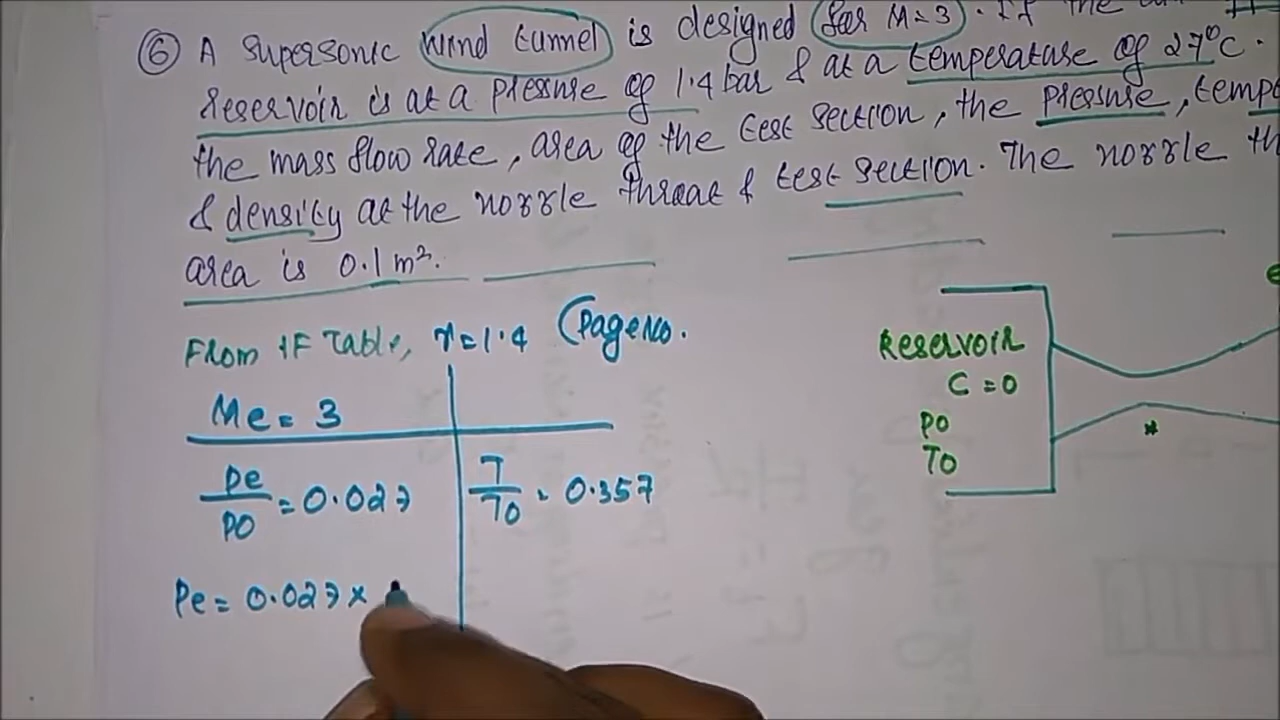 ⑥ A supersonic wind tunnel is designed for M=3. If the air
reservoir is at a pressure of 1.4 bar & at a temperature of 27°C.
the mass flow rate, area of the test section, the pressure, tempe
& density at the nozzle throat & test section. The nozzle th
area is 0.1 m².
From IF Table, γ=1.4 (Page No.
Me = 3
Pe/PO = 0.027
T/TO = 0.357
Pe = 0.027 ×
Reservoir
C = 0
PO
TO
*